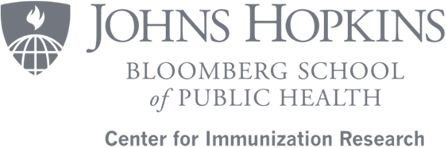 JOHNS HOPKINS
BLOOMBERG SCHOOL
of PUBLIC HEALTH
Center for Immunization Research